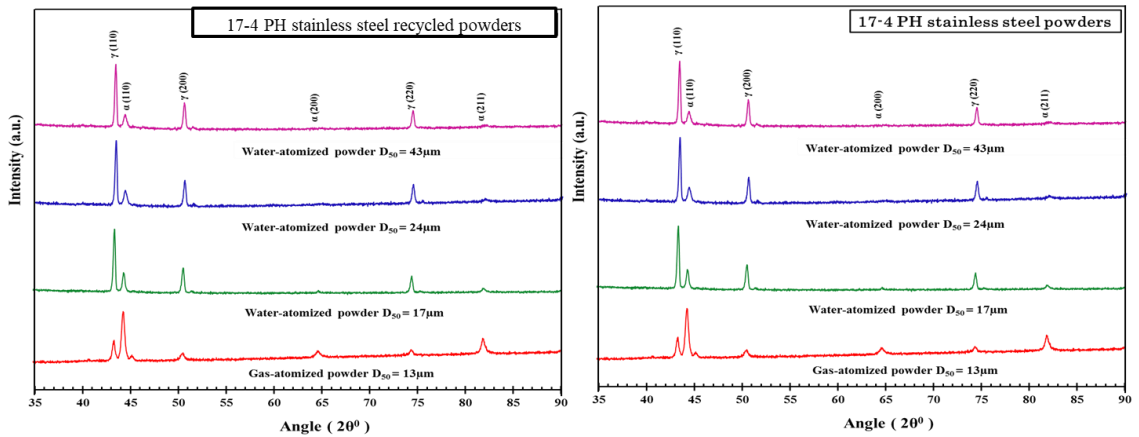 17-4 PH stainless steel recycled powders
γ (110)
α (110)
γ (200)
α (200)
γ (220)
α (211)
Intensity (a.u.)
Water-atomized powder D₅₀ = 43μm
Water-atomized powder D₅₀ = 24μm
Water-atomized powder D₅₀ = 17μm
Gas-atomized powder D₅₀ = 13μm
35 40 45 50 55 60 65 70 75 80 85 90
Angle ( 2θ⁰ )
17-4 PH stainless steel powders
γ (110)
α (110)
γ (200)
α (200)
γ (220)
α (211)
Intensity (a.u.)
Water-atomized powder D₅₀ = 43μm
Water-atomized powder D₅₀ = 24μm
Water-atomized powder D₅₀ = 17μm
Gas-atomized powder D₅₀ = 13μm
35 40 45 50 55 60 65 70 75 80 85 90
Angle ( 2θ⁰ )